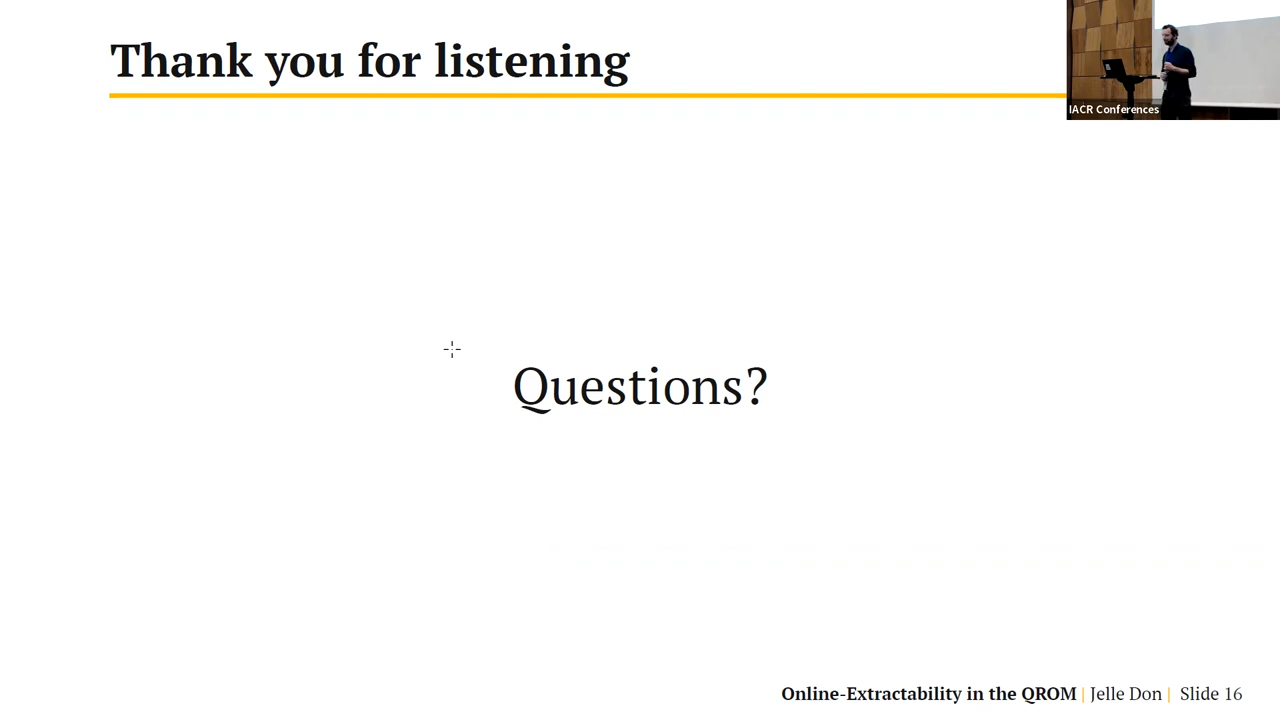 Thank you for listening
IACR Conferences
Questions?
Online-Extractability in the QROM | Jelle Don | Slide 16